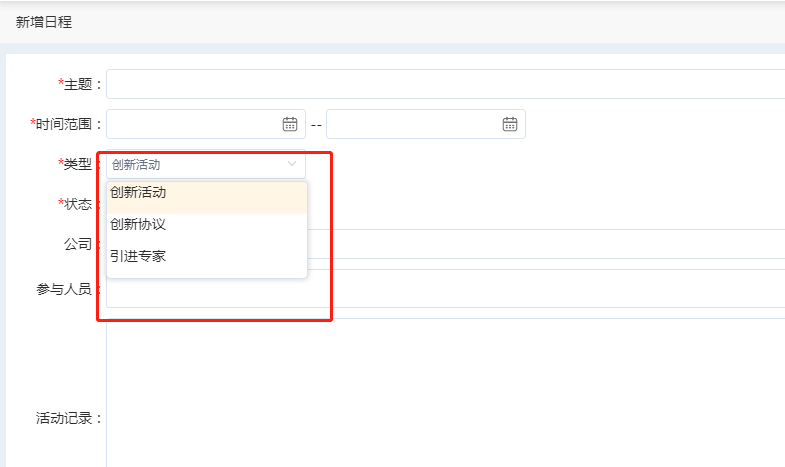 新增日程
*主题：
*时间范围： --
*类型： 创新活动
创新活动
*状态
创新协议
公司：
引进专家
参与人员：
活动记录：